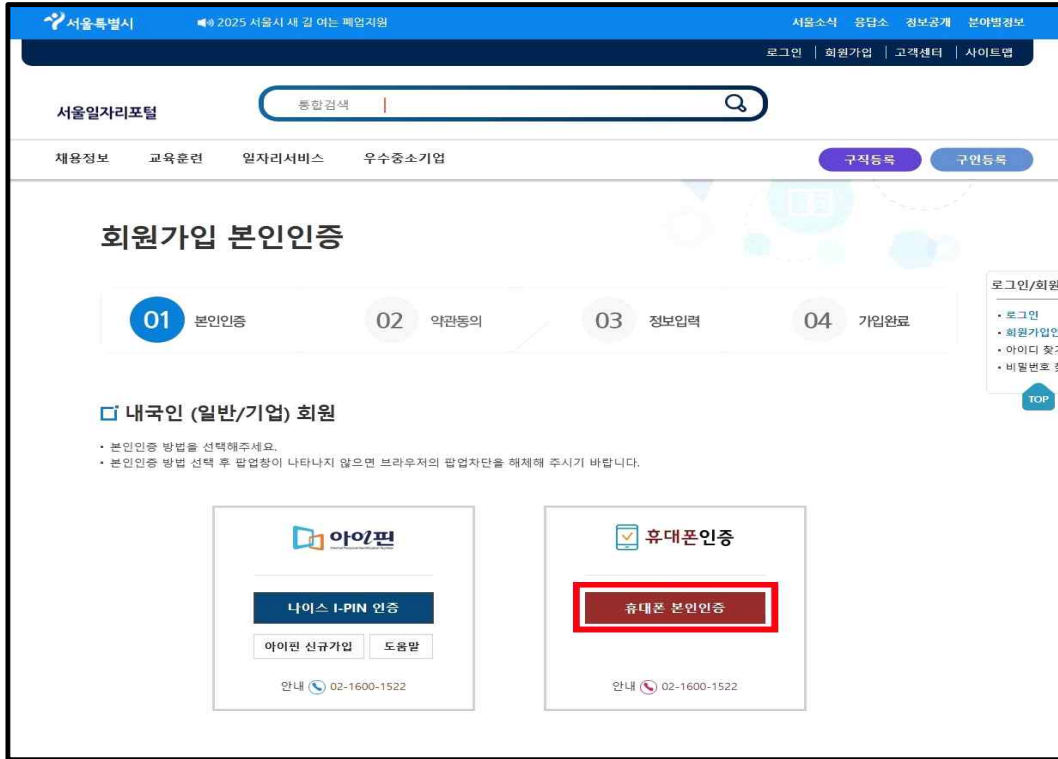 서울특별시
2025 서울시 새 길 여는 폐업지원
서울소식 응답소 정보공개 분야별정보
로그인 | 회원가입 | 고객센터 | 사이트맵
서울일자리포털
통합검색
채용정보 교육훈련 일자리서비스 우수중소기업
구직등록 구인등록
회원가입 본인인증
01 본인인증 02 약관동의 03 정보입력 04 가입완료
로그인/회원
• 로그인
• 회원가입안
• 아이디 찾기
• 비밀번호 찾
TOP
내국인 (일반/기업) 회원
• 본인인증 방법을 선택해주세요.
• 본인인증 방법 선택 후 팝업창이 나타나지 않으면 브라우저의 팝업차단을 해체해 주시기 바랍니다.
아이핀
나이스 I-PIN 인증
아이핀 신규가입 도움말
안내 02-1600-1522
휴대폰인증
휴대폰 본인인증
안내 02-1600-1522